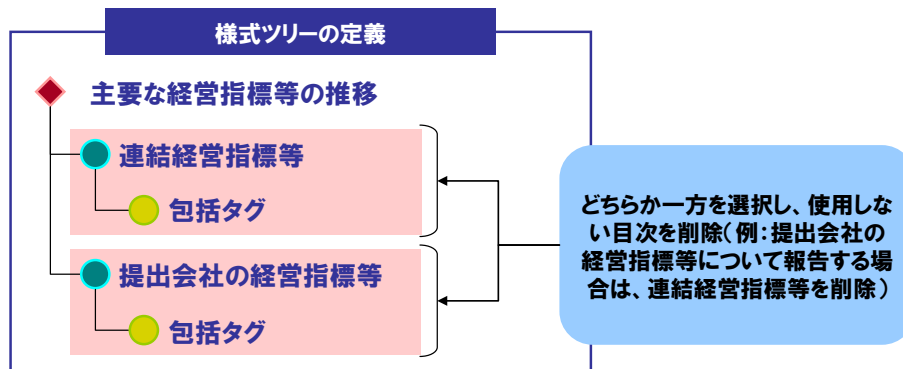 様式ツリーの定義
主要な経営指標等の推移
連結経営指標等
包括タグ
提出会社の経営指標等
包括タグ
どちらか一方を選択し、使用しな
い目次を削除（例：提出会社の
経営指標等について報告する場
合は、連結経営指標等を削除）